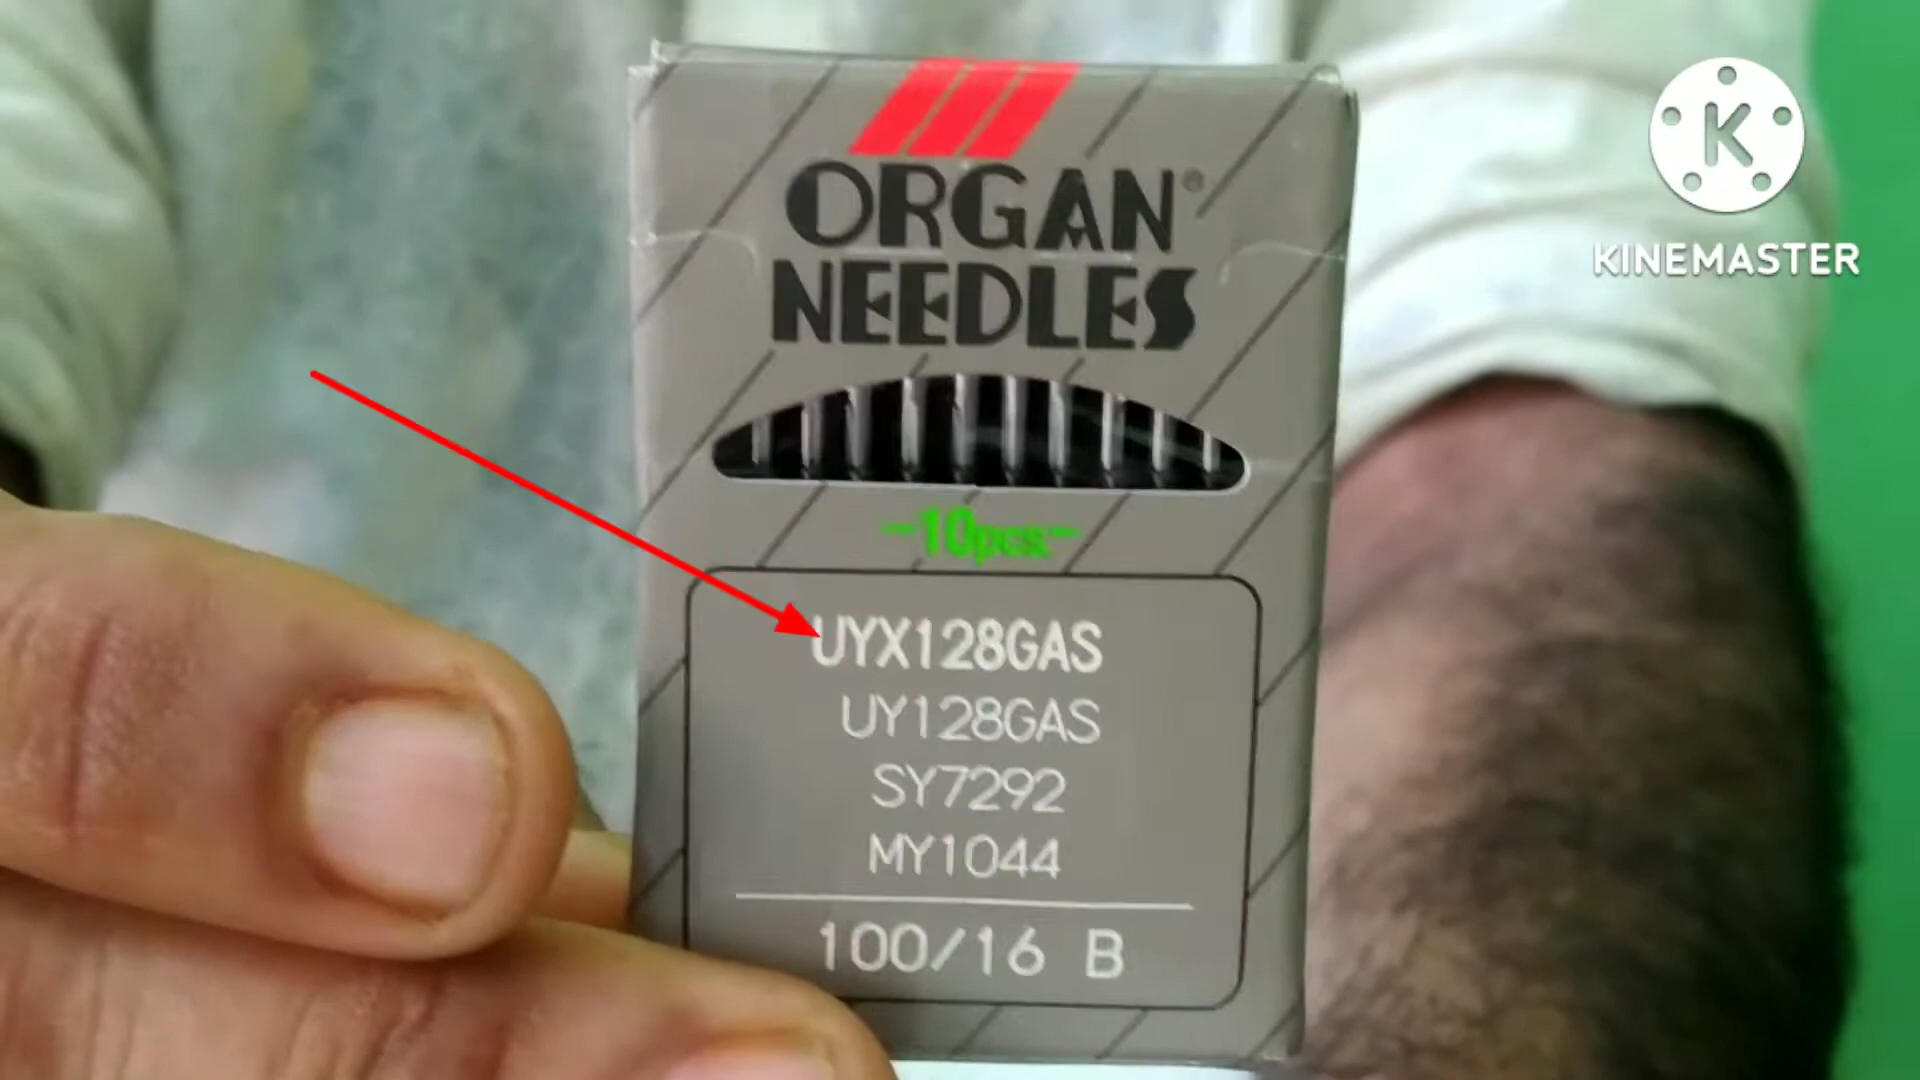 ORGAN®
NEEDLES
-10pcs-
UYX128GAS
UY128GAS
SY7292
MY1044
100/16 B
K
KINEMASTER